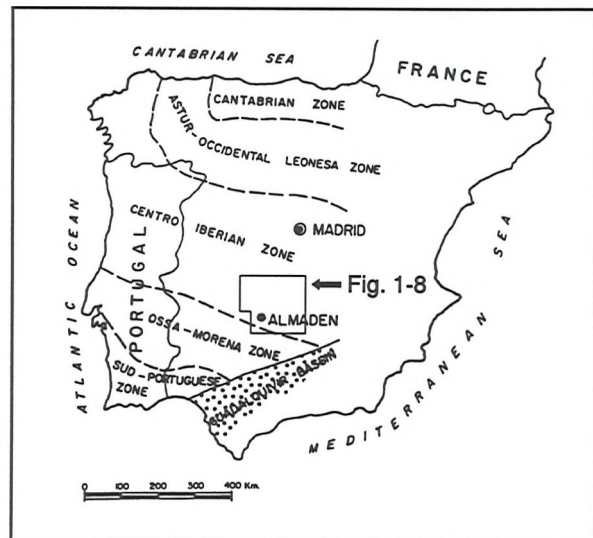 CANTABRIAN SEA
FRANCE
CANTABRIAN ZONE
ASTUR-OCCIDENTAL LEONESA ZONE
CENTRO IBERIAN ZONE
MADRID
ATLANTIC OCEAN
PORTUGAL
Fig. 1-8
ALMADEN
OSSA-MORENA ZONE
SUD-PORTUGUESE
ZONE
GUADALQUIVIR BASSIN
MEDITERRANEAN SEA
0 100 200 300 400 Km.